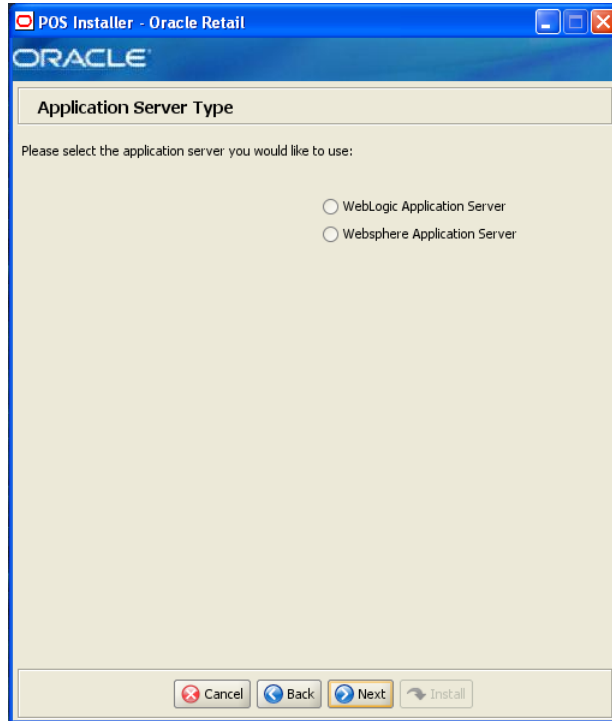 POS Installer - Oracle Retail
ORACLE
Application Server Type
Please select the application server you would like to use:
WebLogic Application Server
Websphere Application Server
Cancel Back Next Install